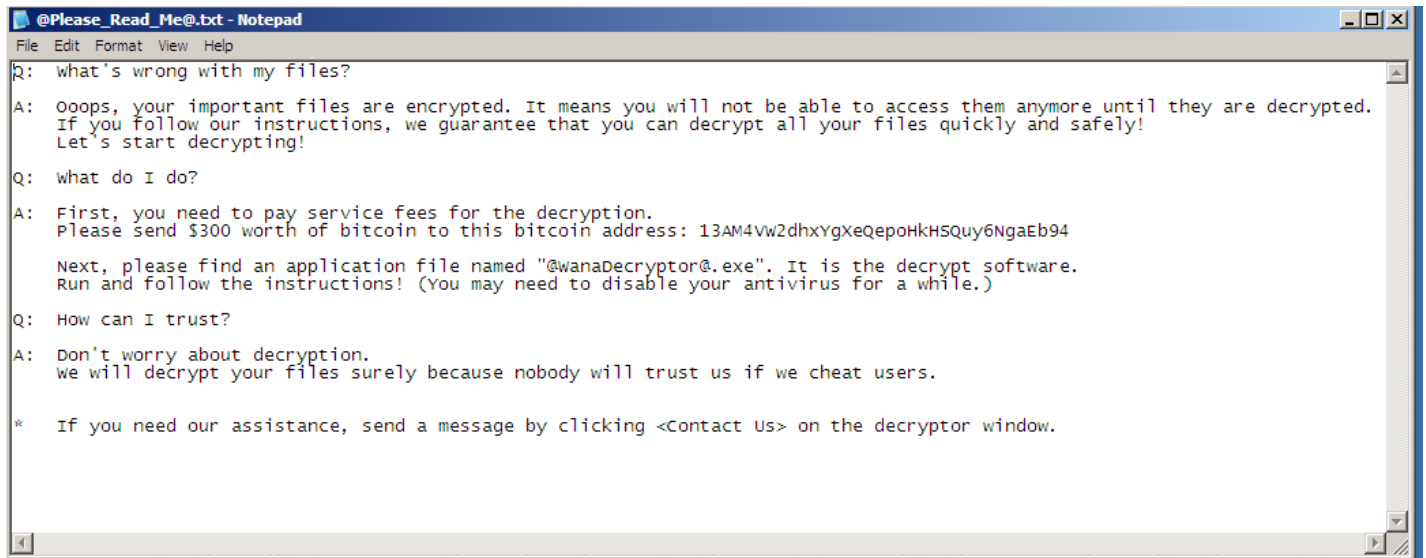 @Please_Read_Me@.txt - Notepad
File Edit Format View Help
Q: What's wrong with my files?
A: Ooops, your important files are encrypted. It means you will not be able to access them anymore until they are decrypted.
If you follow our instructions, we guarantee that you can decrypt all your files quickly and safely!
Let's start decrypting!
Q: What do I do?
A: First, you need to pay service fees for the decryption.
Please send $300 worth of bitcoin to this bitcoin address: 13AM4VW2dhxYgXeQepoHkHSQuy6NgaEb94
Next, please find an application file named "@WanaDecryptor@.exe". It is the decrypt software.
Run and follow the instructions! (You may need to disable your antivirus for a while.)
Q: How can I trust?
A: Don't worry about decryption.
We will decrypt your files surely because nobody will trust us if we cheat users.
* If you need our assistance, send a message by clicking <Contact Us> on the decryptor window.